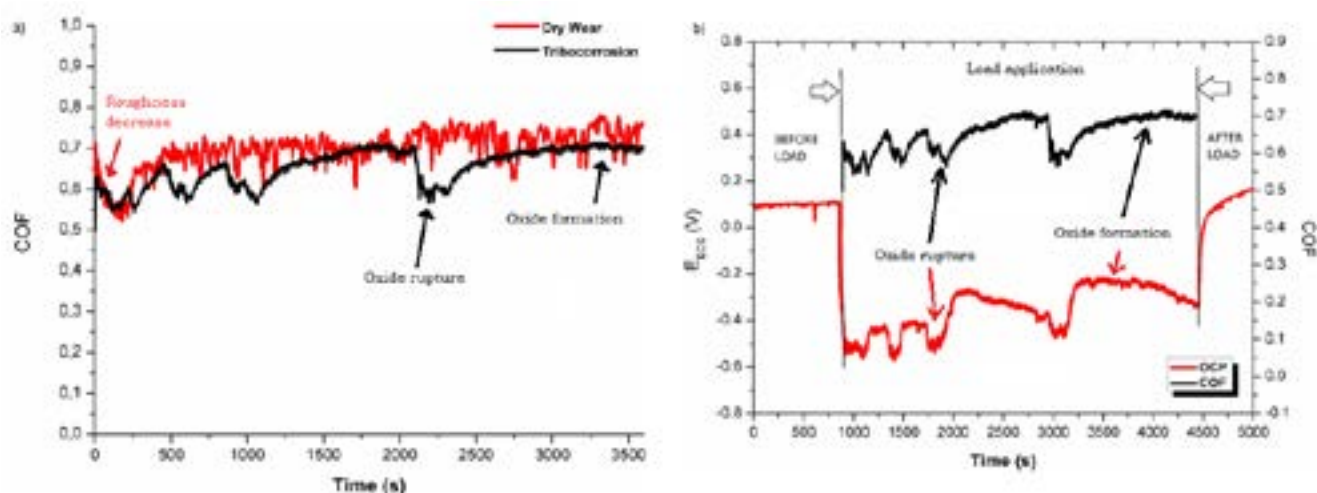 a)
Dry Wear
Tribocorrosion
1,0
0,9
0,8
0,7
0,6
0,5
0,4
0,3
0,2
0,1
0,0
COF
Roughness
decrease
Oxide formation
Oxide rupture
0 500 1000 1500 2000 2500 3000 3500
Time (s)
b)
0.8
0.6
0.4
0.2
0.0
-0.2
-0.4
-0.6
-0.8
(V)
Load application
BEFORE
LOAD
AFTER
LOAD
Oxide formation
Oxide rupture
OCP
COF
0.9
0.8
0.7
0.6
0.5
0.4
0.3
0.2
0.1
0.0
-0.1
COF
0 500 1000 1500 2000 2500 3000 3500 4000 4500 5000
Time (s)